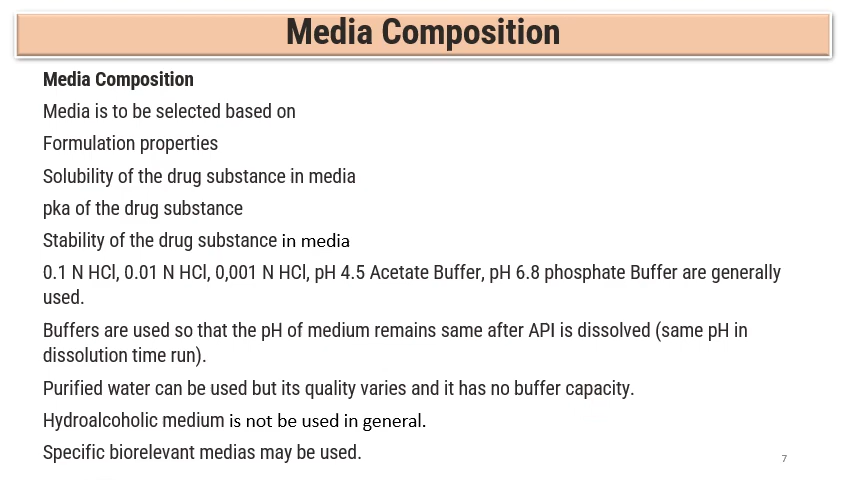 Media Composition
Media Composition
Media is to be selected based on
Formulation properties
Solubility of the drug substance in media
pka of the drug substance
Stability of the drug substance in media
0.1 N HCl, 0.01 N HCl, 0,001 N HCl, pH 4.5 Acetate Buffer, pH 6.8 phosphate Buffer are generally
used.
Buffers are used so that the pH of medium remains same after API is dissolved (same pH in
dissolution time run).
Purified water can be used but its quality varies and it has no buffer capacity.
Hydroalcoholic medium is not be used in general.
Specific biorelevant medias may be used.
7